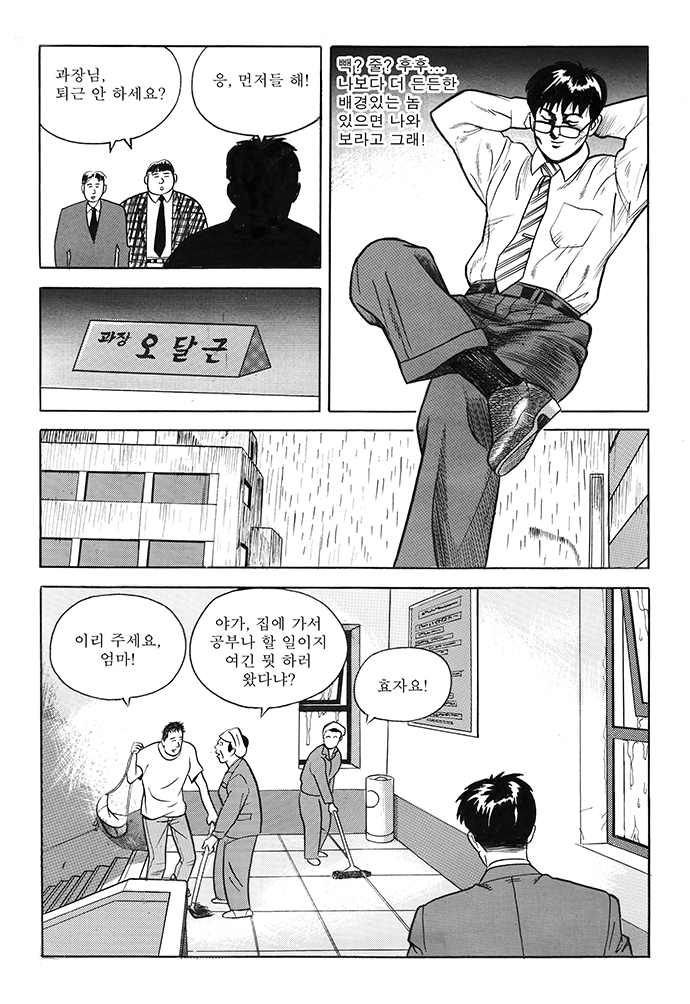 과장님,
퇴근 안 하세요?
응, 먼저들 해!
빽? 줄? 후후...
나보다 더 든든한
배경있는 놈
있으면 나와
보라고 그래!
과장 오달근
이리 주세요,
엄마!
야가, 집에 가서
공부나 할 일이지
여긴 뭣 하러
왔다냐?
효자요!